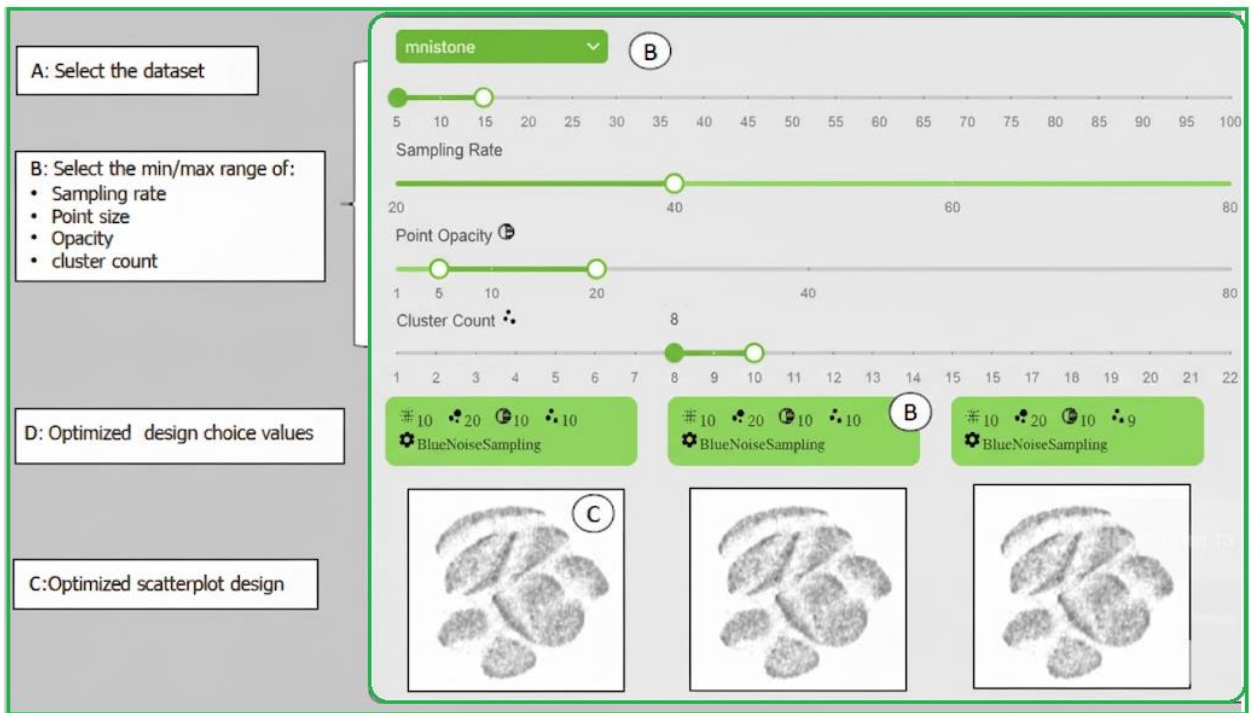 A: Select the dataset
B: Select the min/max range of:
• Sampling rate
• Point size
• Opacity
• cluster count
D: Optimized design choice values
C:Optimized scatterplot design
mnistone
B
5 10 15 20 25 30 35 40 45 50 55 60 65 70 75 80 85 90 95 100
Sampling Rate
20 40 60 80
Point Opacity
1 5 10 20 40 80
Cluster Count 8
1 2 3 4 5 6 7 8 9 10 11 12 13 14 15 15 17 18 19 20 21 22
10 20 10 10
BlueNoiseSampling
10 20 10 10
BlueNoiseSampling
B
10 20 10 9
BlueNoiseSampling
C